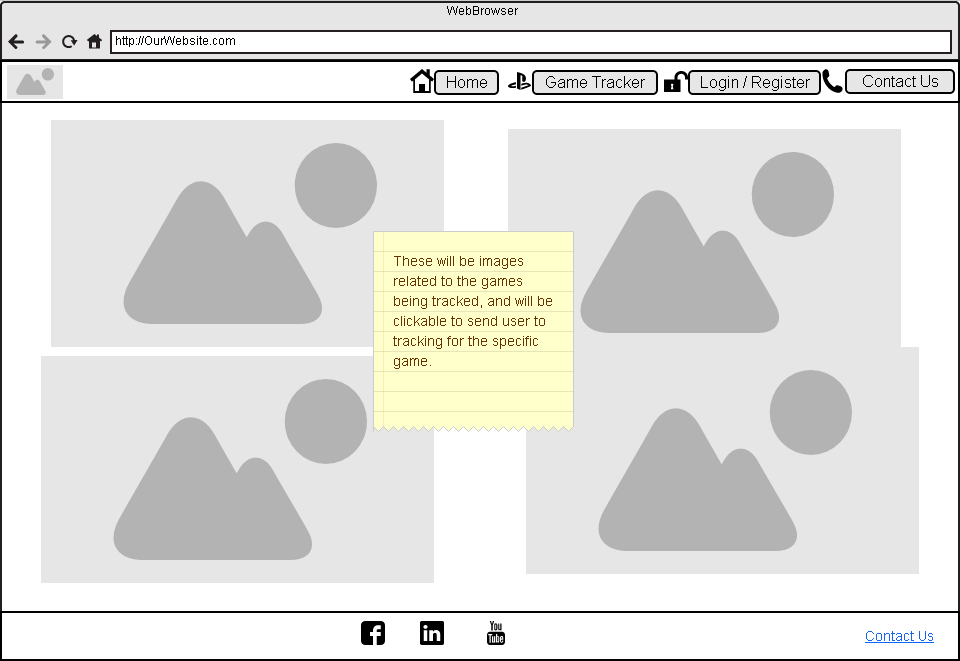 WebBrowser
http://OurWebsite.com
Home
Game Tracker
Login / Register
Contact Us
These will be images
related to the games
being tracked, and will be
clickable to send user to
tracking for the specific
game.
You
Tube
Contact Us